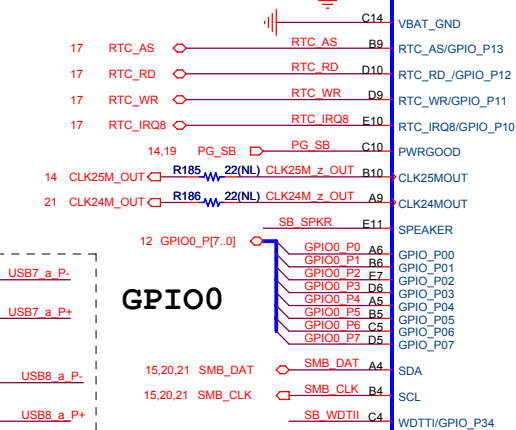 C14 VBAT_GND
17 RTC_AS RTC_AS B9 RTC_AS/GPIO_P13
17 RTC_RD RTC_RD D10 RTC_RD_/GPIO_P12
17 RTC_WR RTC_WR D9 RTC_WR/GPIO_P11
17 RTC_IRQ8 RTC_IRQ8 E10 RTC_IRQ8/GPIO_P10
14,19 PG_SB PG_SB C10 PWRGOOD
14 CLK25M_OUT R185 22(NL) CLK25M_z_OUT B10 CLK25MOUT
21 CLK24M_OUT R186 22(NL) CLK24M_z_OUT A9 CLK24MOUT
SB_SPKR E11 SPEAKER
12 GPIO0_P[7..0]
GPIO0_P0 A6 GPIO_P00
GPIO0_P1 B6 GPIO_P01
USB7_a_P- GPIO0_P2 E7 GPIO_P02
GPIO0_P3 D6 GPIO_P03
GPIO0 GPIO0_P4 A5 GPIO_P04
USB7_a_P+ GPIO0_P5 B5 GPIO_P05
GPIO0_P6 C5 GPIO_P06
GPIO0_P7 D5 GPIO_P07
15,20,21 SMB_DAT SMB_DAT A4 SDA
USB8_a_P-
15,20,21 SMB_CLK SMB_CLK B4 SCL
USB8_a_P+ SB_WDTII C4 WDTTI/GPIO_P34